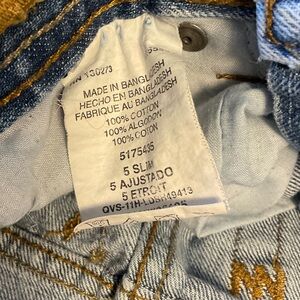 MADE IN BANGLADESH
HECHO EN BANGLADESH
FABRIQUE AU BANGLADESH
100% COTTON
100% ALGODON
100% COTON
5175435
5 SLIM
5 AJUSTADO
5 ETROIT